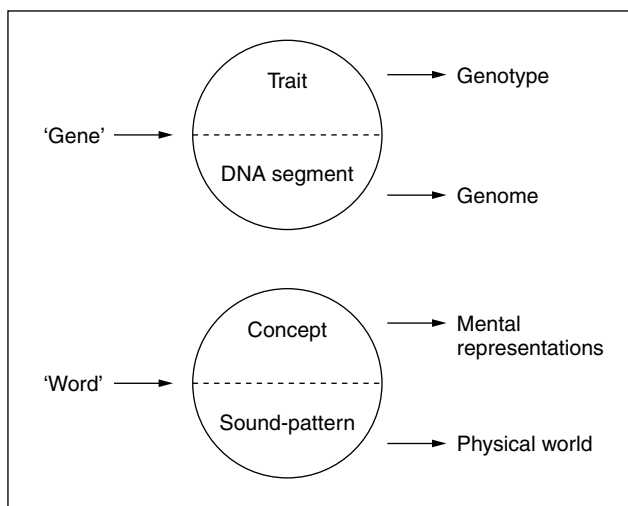 Trait
Genotype
‘Gene’
DNA segment
Genome
Concept
Mental
representations
‘Word’
Sound-pattern
Physical world